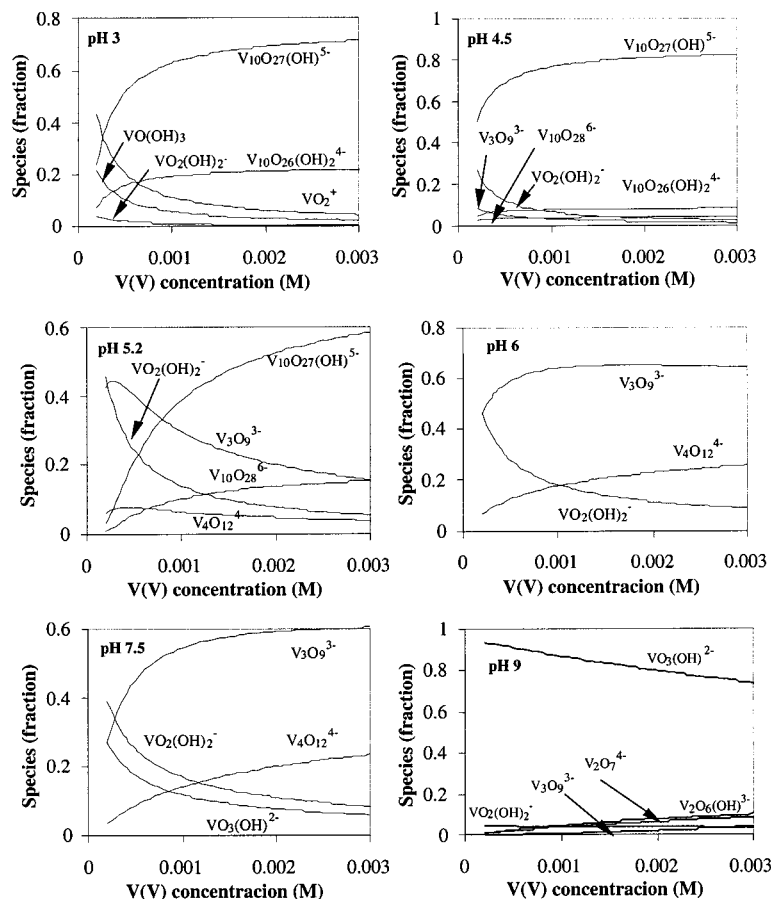 pH 3
Species (fraction)
0.8
0.6
0.4
0.2
0
V10O27(OH)5-
VO(OH)3
VO2(OH)2-
V10O26(OH)24-
VO2+
0 0.001 0.002 0.003
V(V) concentration (M)
pH 4.5
Species (fraction)
1
0.8
0.6
0.4
0.2
0
V10O27(OH)5-
V3O93-
V10O286-
VO2(OH)2-
V10O26(OH)24-
0 0.001 0.002 0.003
V(V) concentration (M)
pH 5.2
Species (fraction)
0.6
0.4
0.2
0
VO2(OH)2-
V10O27(OH)5-
V3O93-
V10O286-
V4O124-
0 0.001 0.002 0.003
V(V) concentration (M)
pH 6
Species (fraction)
0.8
0.6
0.4
0.2
0
V3O93-
V4O124-
VO2(OH)2-
0 0.001 0.002 0.003
V(V) concentracion (M)
pH 7.5
Species (fraction)
0.6
0.4
0.2
0
V3O93-
VO2(OH)2-
V4O124-
VO3(OH)2-
0 0.001 0.002 0.003
V(V) concentracion (M)
pH 9
Species (fraction)
1
0.8
0.6
0.4
0.2
0
VO3(OH)2-
V2O74-
V3O93-
VO2(OH)2-
V2O6(OH)3-
0 0.001 0.002 0.003
V(V) concentracion (M)